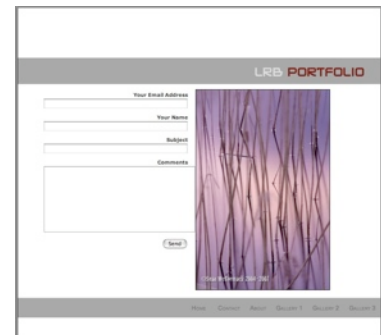 LRB PORTFOLIO
Your Email Address
Your Name
Subject
Comments
Send
Home Contact About Gallery 1 Gallery 2 Gallery 3